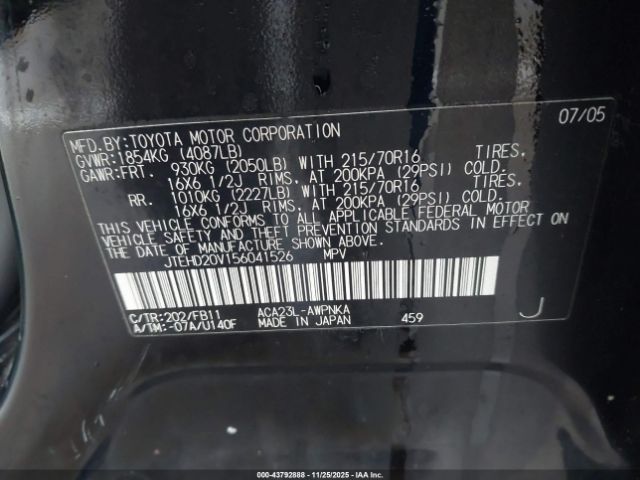 07/05
MFD.BY:TOYOTA MOTOR CORPORATION
GVWR:1854KG (4087LB)
GAWR:FRT. 930KG (2050LB) WITH 215/70R16 TIRES,
16X6 1/2J RIMS, AT 200KPA (29PSI) COLD.
RR. 1010KG (2227LB) WITH 215/70R16 TIRES,
16X6 1/2J RIMS, AT 200KPA (29PSI) COLD.
THIS VEHICLE CONFORMS TO ALL APPLICABLE FEDERAL MOTOR
VEHICLE SAFETY AND THEFT PREVENTION STANDARDS IN EFFECT ON
THE DATE OF MANUFACTURE SHOWN ABOVE.
JTEHD20V156041526 MPV
C/TR:202/FB11 ACA23L-AWPNKA
A/TM:-07A/U140F MADE IN JAPAN 459 J
000-43792888 - 11/25/2025 - IAA Inc.